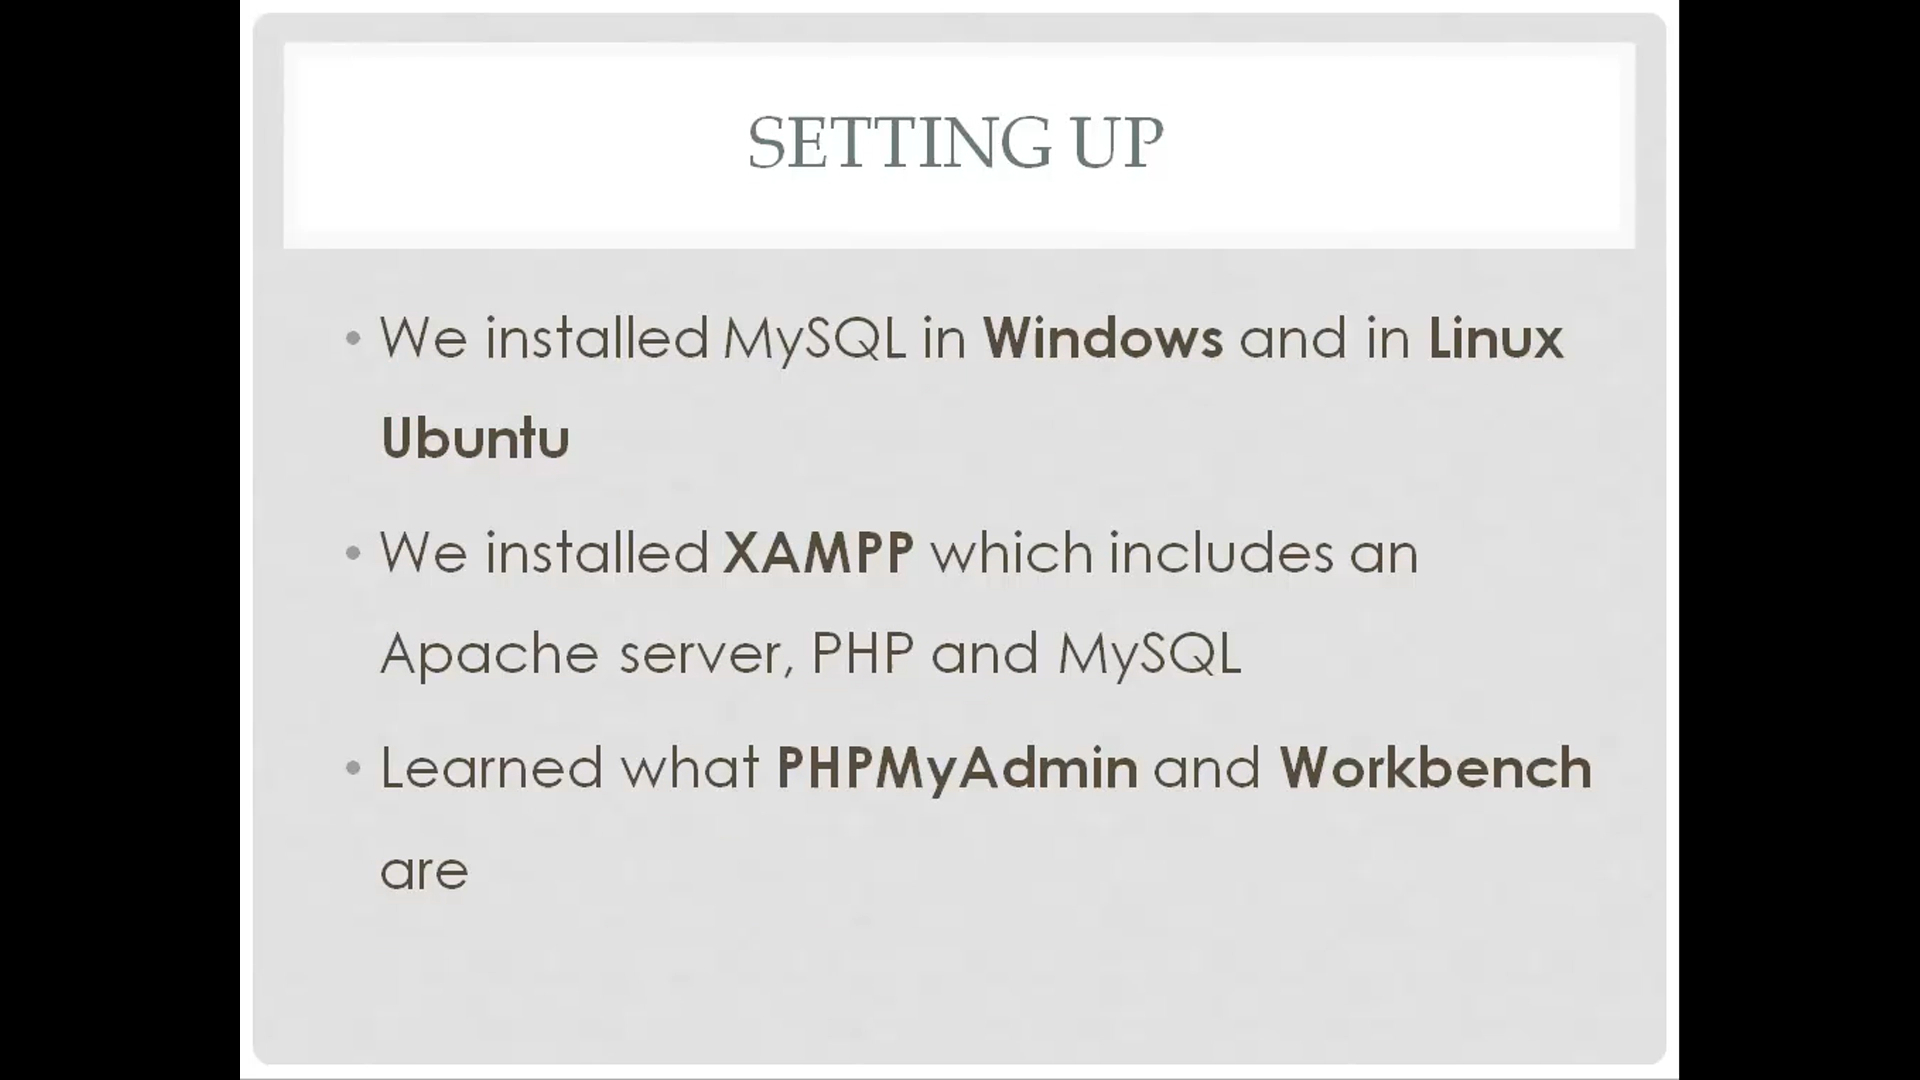 SETTING UP
• We installed MySQL in Windows and in Linux
Ubuntu
• We installed XAMPP which includes an
Apache server, PHP and MySQL
• Learned what PHPMyAdmin and Workbench
are